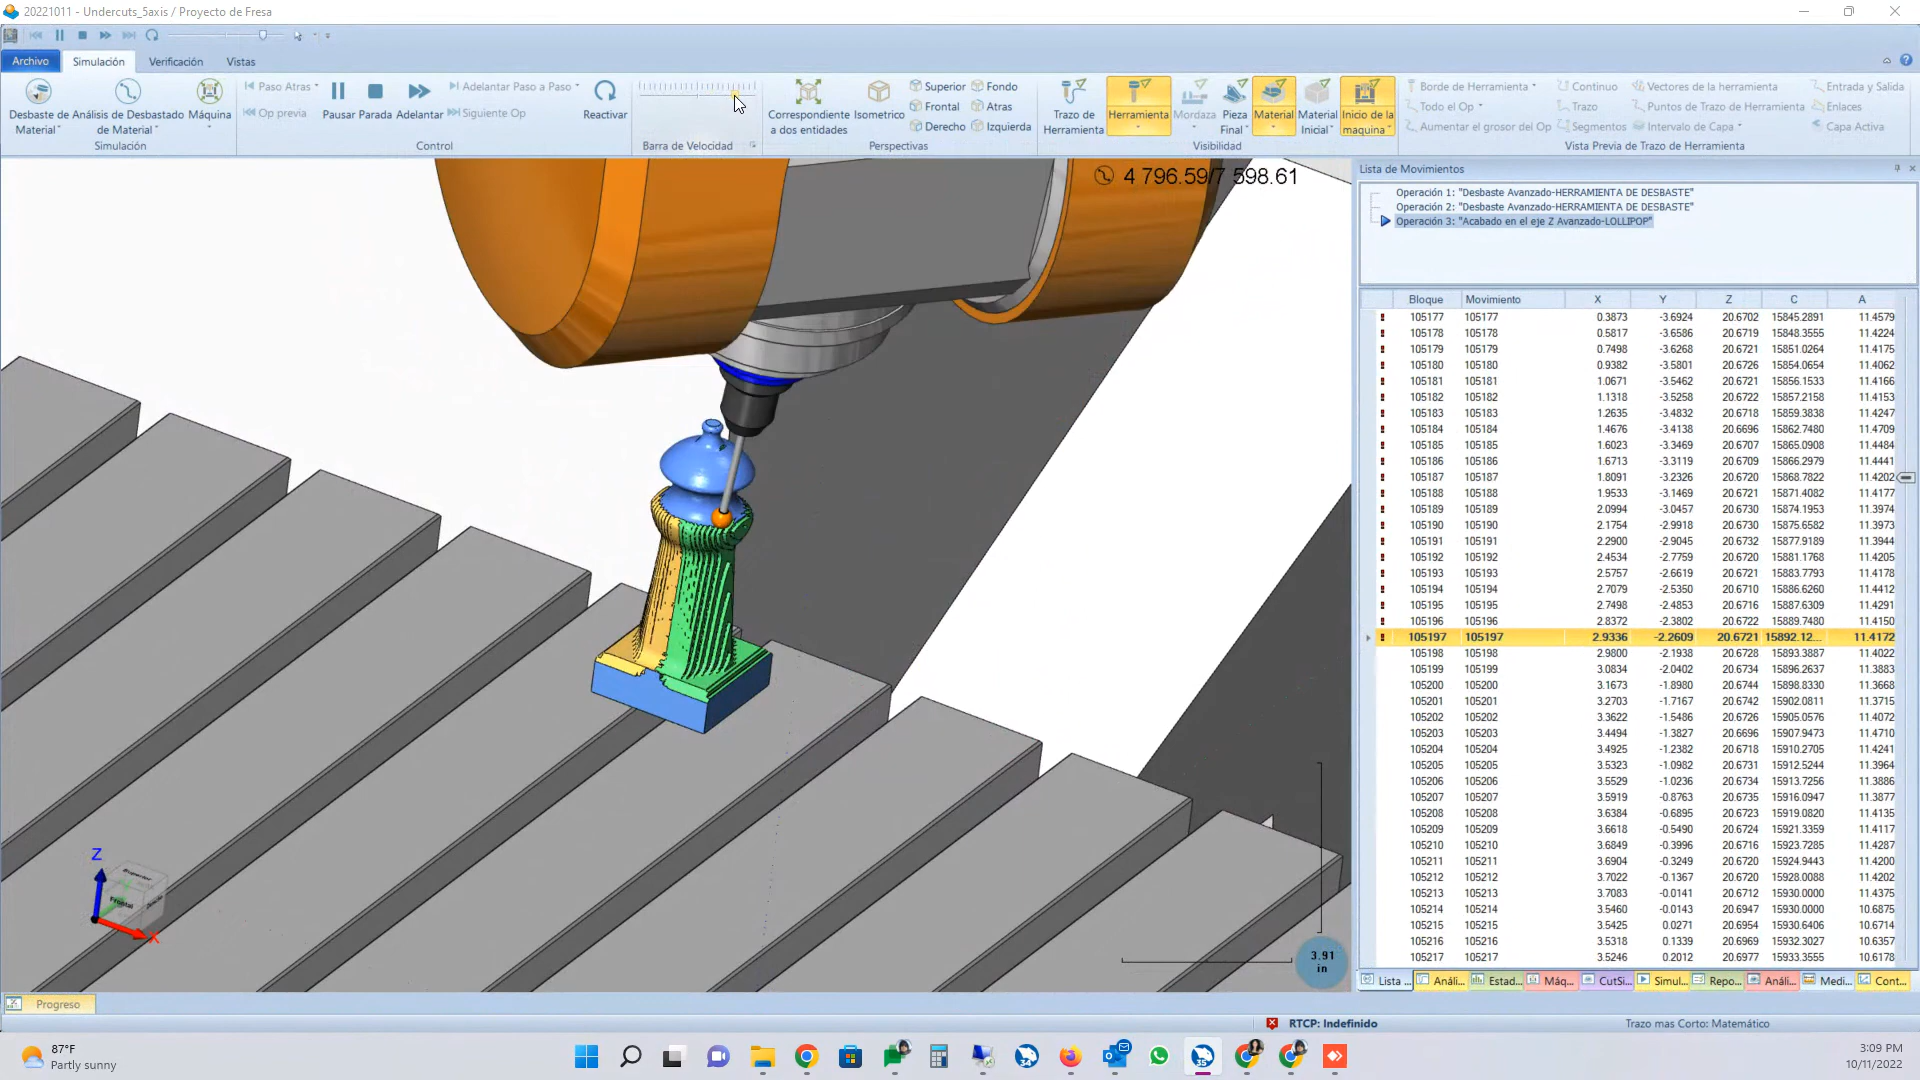 20221011 - Undercuts_5axis / Proyecto de Fresa
Archivo Simulación Verificación Vistas
Desbaste de Material
Análisis de Desbastado de Material
Máquina
Simulación
Paso Atras
Op previa
Pausar Parada Adelantar
Adelantar Paso a Paso
Siguiente Op
Reactivar
Control
Barra de Velocidad
Correspondiente a dos entidades
Isometrico
Superior Fondo
Frontal Atras
Derecho Izquierda
Perspectivas
Trazo de Herramienta
Herramienta
Mordaza
Pieza Final
Material
Material Inicial
Inicio de la maquina
Visibilidad
Borde de Herramienta Continuo Vectores de la herramienta Entrada y Salida
Todo el Op Trazo Puntos de Trazo de Herramienta Enlaces
Aumentar el grosor del Op Segmentos Intervalo de Capa Capa Activa
Vista Previa de Trazo de Herramienta
4 796.59/7 598.61
Lista de Movimientos
Operación 1: "Desbaste Avanzado-HERRAMIENTA DE DESBASTE"
Operación 2: "Desbaste Avanzado-HERRAMIENTA DE DESBASTE"
Operación 3: "Acabado en el eje Z Avanzado-LOLLIPOP"
Bloque Movimiento X Y Z C A
105177 105177 0.3873 -3.6924 20.6702 15845.2891 11.4579
105178 105178 0.5817 -3.6586 20.6719 15848.3555 11.4224
105179 105179 0.7498 -3.6268 20.6721 15851.0264 11.4175
105180 105180 0.9382 -3.5801 20.6726 15854.0654 11.4062
105181 105181 1.0671 -3.5462 20.6721 15856.1533 11.4166
105182 105182 1.1318 -3.5258 20.6722 15857.2158 11.4153
105183 105183 1.2635 -3.4832 20.6718 15859.3838 11.4247
105184 105184 1.4676 -3.4138 20.6696 15862.7480 11.4709
105185 105185 1.6023 -3.3469 20.6707 15865.0908 11.4484
105186 105186 1.6713 -3.3119 20.6709 15866.2979 11.4441
105187 105187 1.8091 -3.2326 20.6720 15868.7822 11.4202
105188 105188 1.9533 -3.1469 20.6721 15871.4082 11.4177
105189 105189 2.0994 -3.0457 20.6730 15874.1953 11.3974
105190 105190 2.1754 -2.9918 20.6730 15875.6582 11.3973
105191 105191 2.2900 -2.9045 20.6732 15877.9189 11.3944
105192 105192 2.4534 -2.7759 20.6720 15881.1768 11.4205
105193 105193 2.5757 -2.6619 20.6721 15883.7793 11.4178
105194 105194 2.7079 -2.5350 20.6710 15886.6260 11.4412
105195 105195 2.7498 -2.4853 20.6716 15887.6309 11.4291
105196 105196 2.8372 -2.3802 20.6722 15889.7480 11.4150
105197 105197 2.9336 -2.2609 20.6721 15892.12... 11.4172
105198 105198 2.9800 -2.1938 20.6728 15893.3887 11.4022
105199 105199 3.0834 -2.0402 20.6734 15896.2637 11.3883
105200 105200 3.1673 -1.8980 20.6744 15898.8330 11.3668
105201 105201 3.2703 -1.7167 20.6742 15902.0811 11.3715
105202 105202 3.3622 -1.5486 20.6726 15905.0576 11.4072
105203 105203 3.4494 -1.3827 20.6696 15907.9473 11.4710
105204 105204 3.4925 -1.2382 20.6718 15910.2705 11.4241
105205 105205 3.5323 -1.0982 20.6731 15912.5244 11.3964
105206 105206 3.5529 -1.0236 20.6734 15913.7256 11.3886
105207 105207 3.5919 -0.8763 20.6735 15916.0947 11.3877
105208 105208 3.6384 -0.6895 20.6723 15919.0820 11.4135
105209 105209 3.6618 -0.5490 20.6724 15921.3359 11.4117
105210 105210 3.6849 -0.3996 20.6716 15923.7285 11.4287
105211 105211 3.6904 -0.3249 20.6720 15924.9443 11.4200
105212 105212 3.7022 -0.1367 20.6720 15928.0088 11.4202
105213 105213 3.7083 -0.0141 20.6712 15930.0000 11.4375
105214 105214 3.5460 -0.0143 20.6947 15930.0000 10.6875
105215 105215 3.5425 0.0271 20.6954 15930.6406 10.6714
105216 105216 3.5318 0.1339 20.6969 15932.3027 10.6357
105217 105217 3.5246 0.2012 20.6977 15933.3555 10.6178
Z
Frontal
X
3.91
in
Lista ... Análi... Estad... Máq... CutSi... Simul... Repo... Análi... Medi... Cont...
Progreso
RTCP: Indefinido
Trazo mas Corto: Matemático
87°F
Partly sunny
3:09 PM
10/11/2022